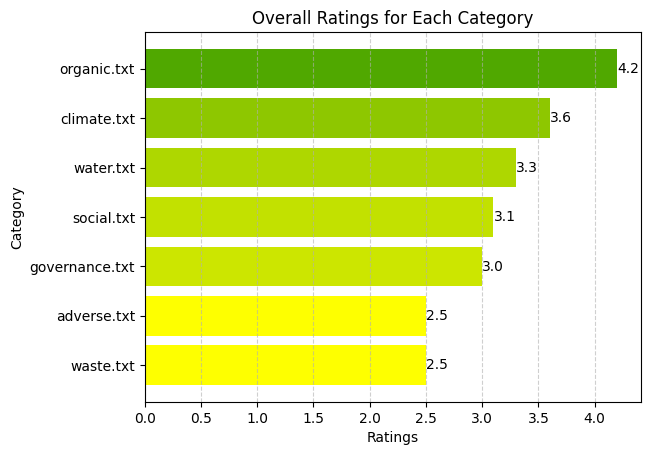 Overall Ratings for Each Category
organic.txt 4.2
climate.txt 3.6
water.txt 3.3
social.txt 3.1
governance.txt 3.0
adverse.txt 2.5
waste.txt 2.5
Category
0.0 0.5 1.0 1.5 2.0 2.5 3.0 3.5 4.0
Ratings